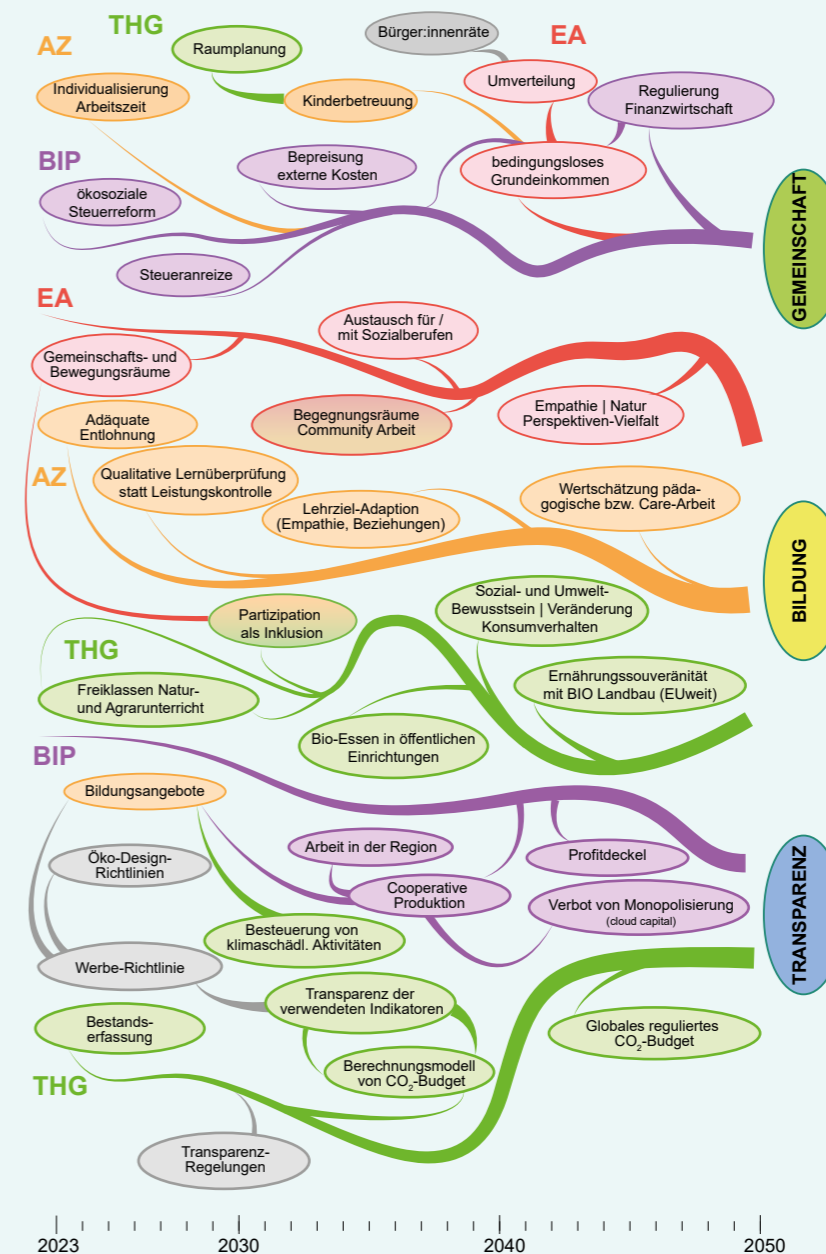 THG
AZ
Raumplanung
Bürger:innenräte
EA
Individualisierung
Arbeitszeit
Kinderbetreuung
Umverteilung
Regulierung
Finanzwirtschaft
BIP
Bepreisung
externe Kosten
bedingungsloses
Grundeinkommen
ökosoziale
Steuerreform
Steueranreize
GEMEINSCHAFT
EA
Austausch für /
mit Sozialberufen
Gemeinschafts- und
Bewegungsräume
Begegnungsräume
Community Arbeit
Empathie | Natur
Perspektiven-Vielfalt
Adäquate
Entlohnung
AZ
Qualitative Lernüberprüfung
statt Leistungskontrolle
Lehrziel-Adaption
(Empathie, Beziehungen)
Wertschätzung päda-
gogische bzw. Care-Arbeit
BILDUNG
Partizipation
als Inklusion
Sozial- und Umwelt-
Bewusstsein | Veränderung
Konsumverhalten
THG
Freiklassen Natur-
und Agrarunterricht
Ernährungssouveränität
mit BIO Landbau (EUweit)
Bio-Essen in öffentlichen
Einrichtungen
BIP
Bildungsangebote
Öko-Design-
Richtlinien
Arbeit in der Region
Profitdeckel
Cooperative
Produktion
Verbot von Monopolisierung
(cloud capital)
TRANSPARENZ
Besteuerung von
klimaschädl. Aktivitäten
Werbe-Richtlinie
Transparenz der
verwendeten Indikatoren
Bestands-
erfassung
Globales reguliertes
CO₂-Budget
Berechnungsmodell
von CO₂-Budget
THG
Transparenz-
Regelungen
2023 2030 2040 2050